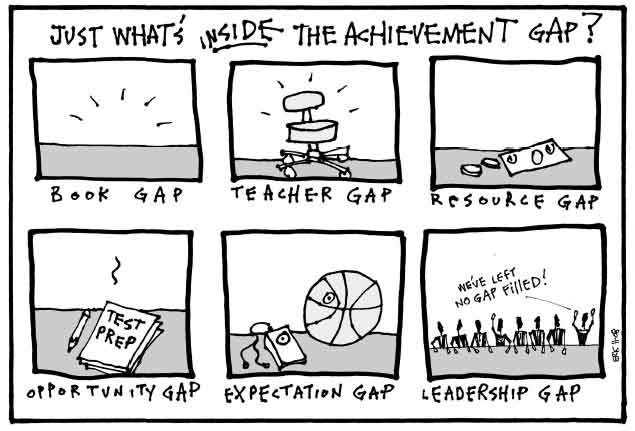 JUST WHAT'S INSIDE THE ACHIEVEMENT GAP?
BOOK GAP
TEACHER GAP
RESOURCE GAP
TEST
PREP
OPPORTUNITY GAP
EXPECTATION GAP
WE'VE LEFT
NO GAP FILLED!
LEADERSHIP GAP